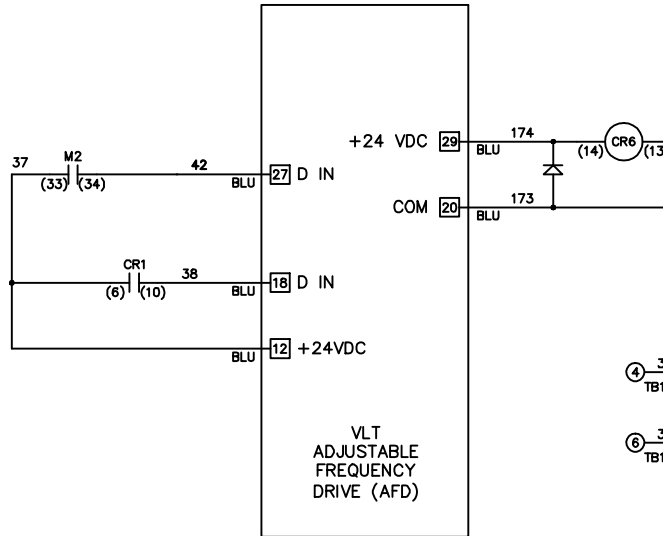 +24 VDC 29 174 BLU (14) CR6 (13
37 M2 (33) (34) 42 BLU 27 D IN
COM 20 173 BLU
CR1 (6) (10) 38 BLU 18 D IN
BLU 12 +24VDC
4 TB1
6 TB1
VLT
ADJUSTABLE
FREQUENCY
DRIVE (AFD)